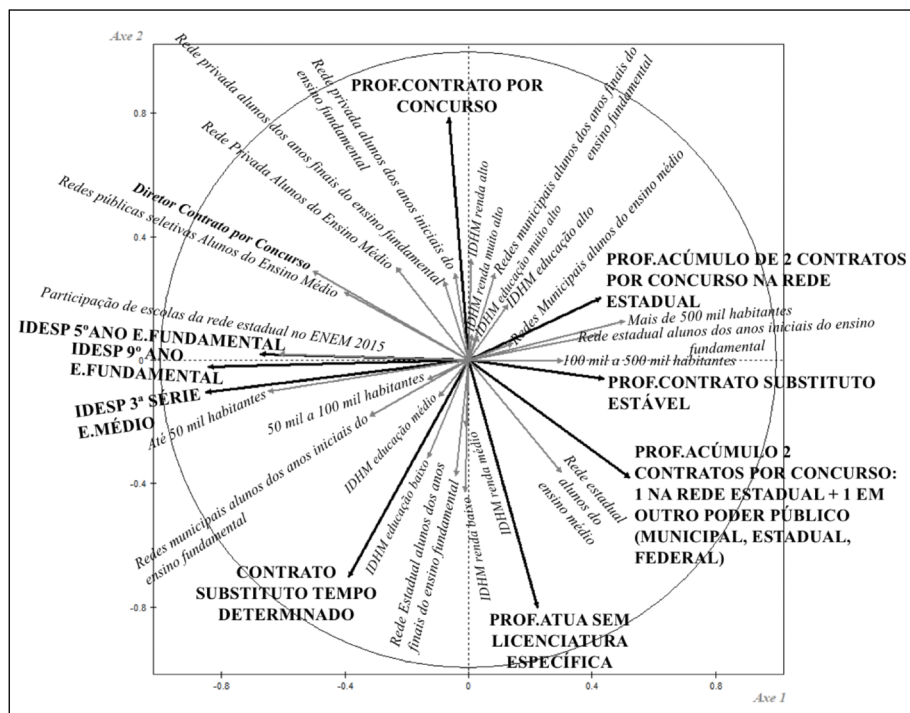 Axe 2
0.8
0.4
0
-0.4
-0.8
-0.8
-0.4
0
0.4
0.8
Axe 1
Rede privada alunos dos anos finais do ensino fundamental
Rede privada alunos dos anos iniciais do
ensino fundamental
Rede Privada Alunos do Ensino Médio
PROF.CONTRATO POR
CONCURSO
Redes municipais alunos dos anos finais do
ensino fundamental
IDHM renda alto
IDHM renda muito alto
IDHM educação muito alto
IDHM educação alto
Redes Municipais alunos do ensino médio
Diretor Contrato por Concurso
Redes públicas seletivas Alunos do Ensino Médio
Participação de escolas da rede estadual no ENEM 2015
IDESP 5ºANO E.FUNDAMENTAL
IDESP 9º ANO
E.FUNDAMENTAL
IDESP 3ª SÉRIE
E.MÉDIO
Até 50 mil habitantes
50 mil a 100 mil habitantes
PROF.ACÚMULO DE 2 CONTRATOS
POR CONCURSO NA REDE
ESTADUAL
Mais de 500 mil habitantes
Rede estadual alunos dos anos iniciais do ensino
fundamental
100 mil a 500 mil habitantes
PROF.CONTRATO SUBSTITUTO
ESTÁVEL
Redes municipais alunos dos anos iniciais do
ensino fundamental
IDHM educação médio
IDHM educação baixo
Rede Estadual alunos dos anos
finais do ensino fundamental
IDHM renda baixo
IDHM renda médio
Rede estadual
alunos do
ensino médio
PROF.ACÚMULO 2
CONTRATOS POR CONCURSO:
1 NA REDE ESTADUAL + 1 EM
OUTRO PODER PÚBLICO
(MUNICIPAL, ESTADUAL,
FEDERAL)
CONTRATO
SUBSTITUTO TEMPO
DETERMINADO
PROF.ATUA SEM
LICENCIATURA
ESPECÍFICA